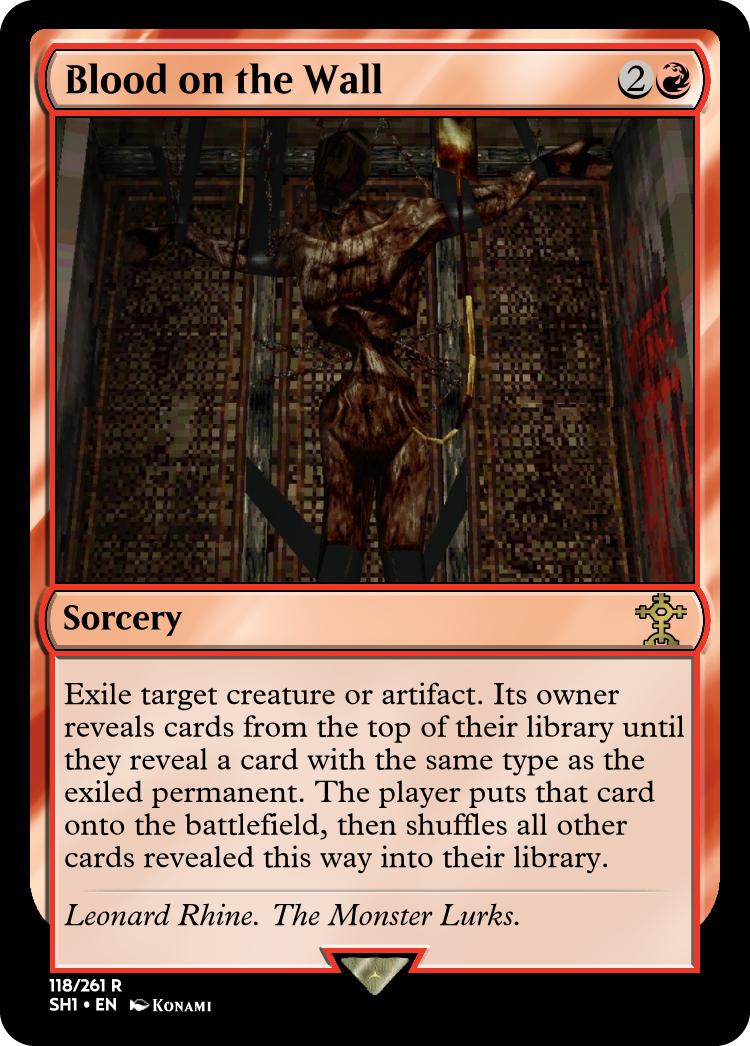 Blood on the Wall 2
Sorcery
Exile target creature or artifact. Its owner
reveals cards from the top of their library until
they reveal a card with the same type as the
exiled permanent. The player puts that card
onto the battlefield, then shuffles all other
cards revealed this way into their library.
Leonard Rhine. The Monster Lurks.
118/261 R
SH1 • EN KONAMI